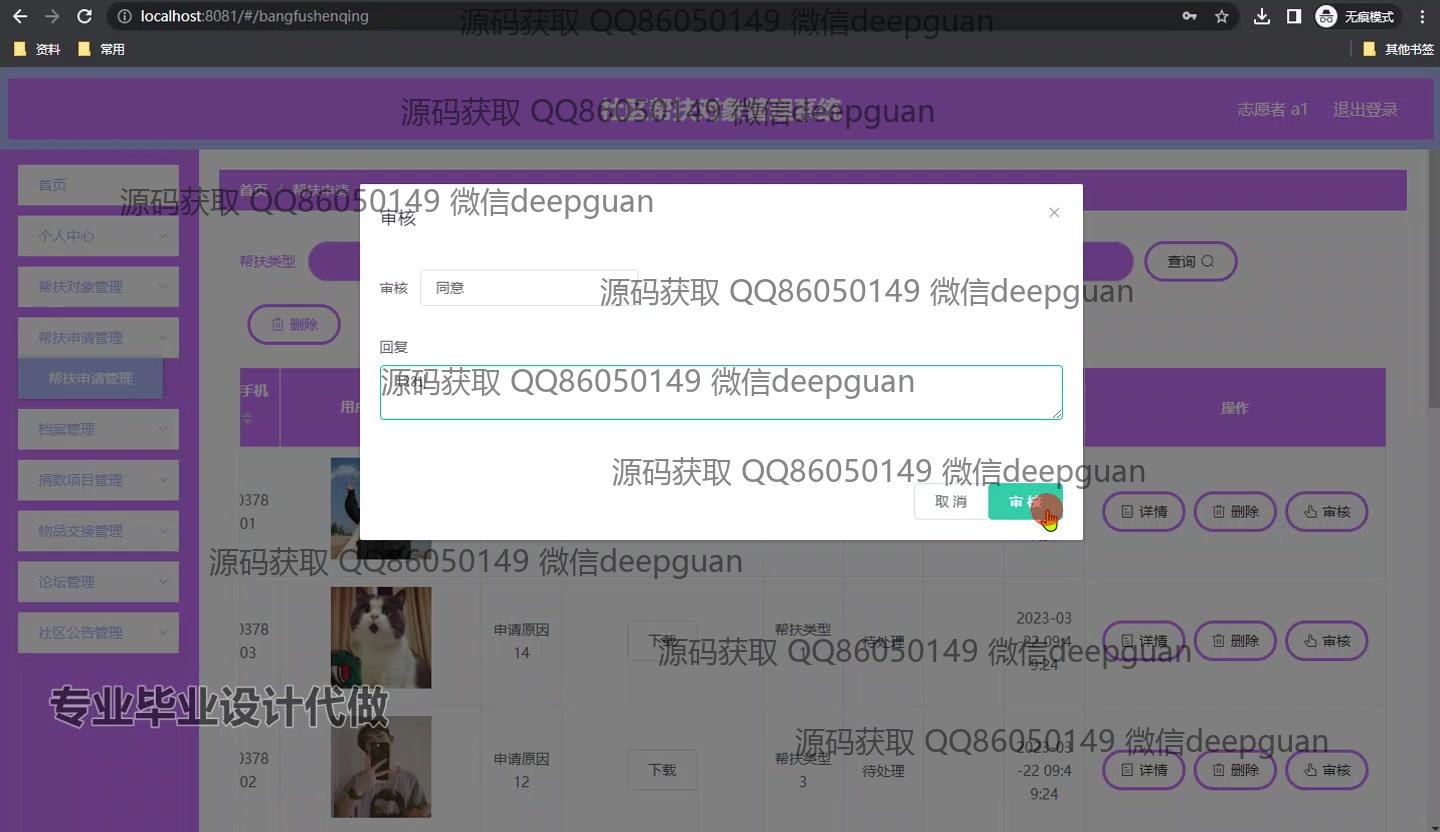 localhost:8081/#/bangfushenqing
无痕模式
资料
常用
其他书签
源码获取 QQ86050149 微信deepguan
源码获取 QQ86050149 微信deepguan
志愿者 a1
退出登录
首页
首页 / 帮扶申请
源码获取 QQ86050149 微信deepguan
审核
个人中心
帮扶类型
查询
帮扶对象管理
审核
同意
源码获取 QQ86050149 微信deepguan
删除
帮扶申请管理
回复
帮扶申请管理
源码获取 QQ86050149 微信deepguan
手机
操作
档案管理
捐款项目管理
源码获取 QQ86050149 微信deepguan
取消
审核
0378
01
详情
删除
审核
物品交换管理
源码获取 QQ86050149 微信deepguan
论坛管理
社区公告管理
0378
03
申请原因
14
下载
帮扶类型
待处理
2023-03
-22 09:4
9:24
详情
删除
审核
源码获取 QQ86050149 微信deepguan
专业毕业设计代做
源码获取 QQ86050149 微信deepguan
0378
02
申请原因
12
下载
帮扶类型
3
待处理
2023-03
-22 09:4
9:24
详情
删除
审核